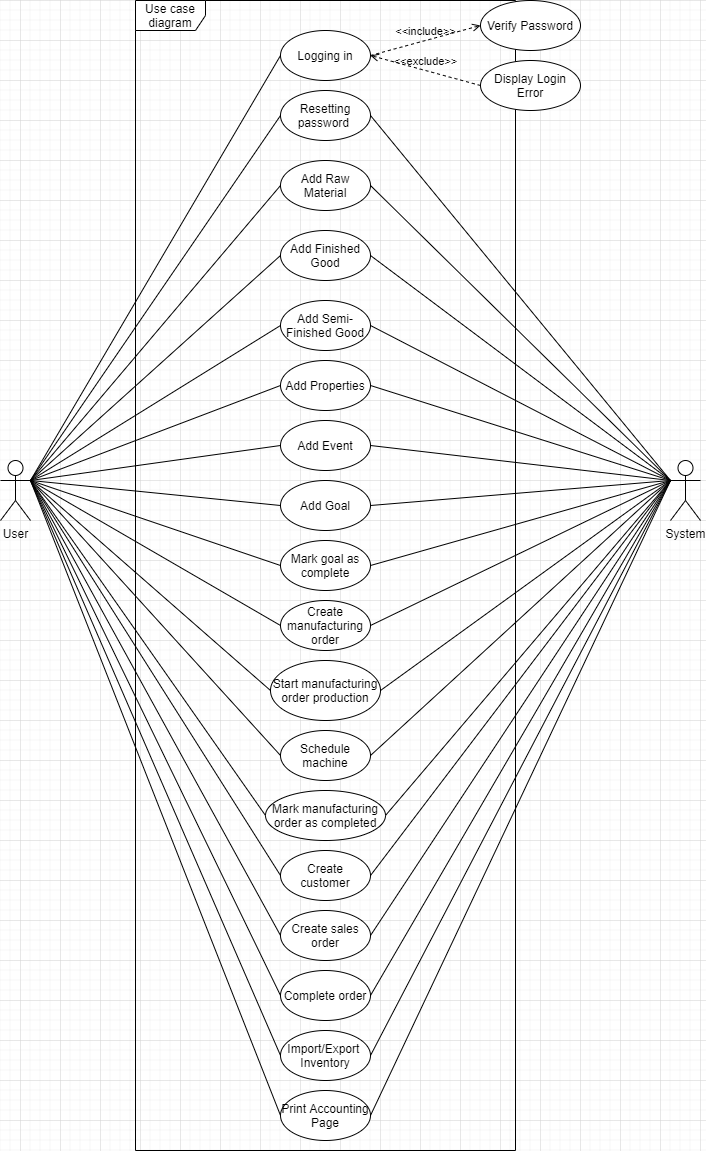 Use case
diagram
<<include>>
Verify Password
Logging in
<<exclude>>
Display Login
Error
Resetting
password
Add Raw
Material
Add Finished
Good
Add Semi-
Finished Good
Add Properties
Add Event
Add Goal
User
System
Mark goal as
complete
Create
manufacturing
order
Start manufacturing
order production
Schedule
machine
Mark manufacturing
order as completed
Create
customer
Create sales
order
Complete order
Import/Export
Inventory
Print Accounting
Page